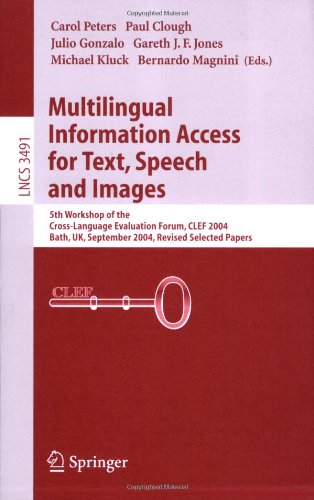 Carol Peters Paul Clough
Julio Gonzalo Gareth J. F. Jones
Michael Kluck Bernardo Magnini (Eds.)
LNCS 3491
Multilingual
Information Access
for Text, Speech
and Images
5th Workshop of the
Cross-Language Evaluation Forum, CLEF 2004
Bath, UK, September 2004, Revised Selected Papers
CLEF
Springer